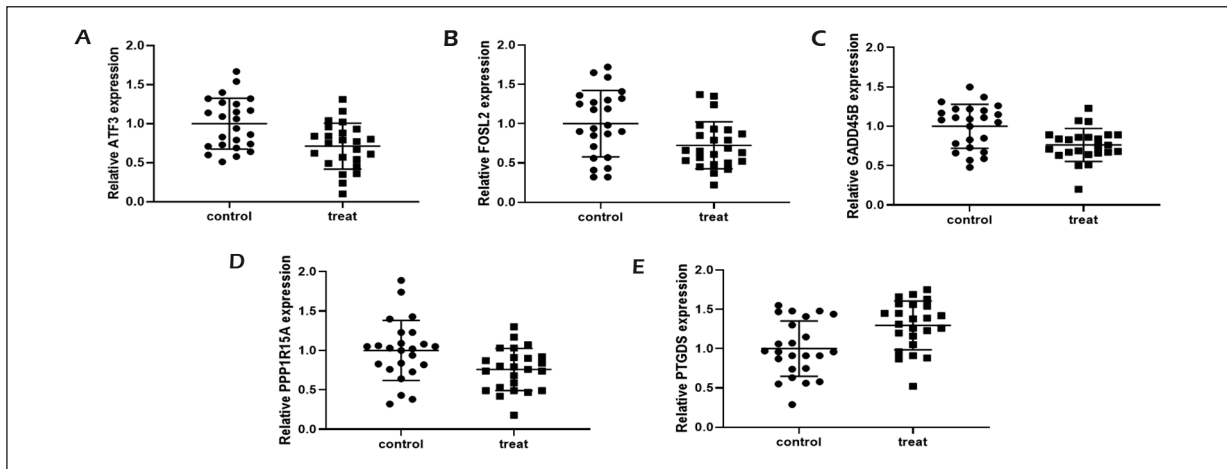 A
Relative ATF3 expression
2.0
1.5
1.0
0.5
0.0
control treat
B
Relative FOSL2 expression
2.0
1.5
1.0
0.5
0.0
control treat
C
Relative GADD45B expression
2.0
1.5
1.0
0.5
0.0
control treat
D
Relative PPP1R15A expression
2.0
1.5
1.0
0.5
0.0
control treat
E
Relative PTGDS expression
2.0
1.5
1.0
0.5
0.0
control treat